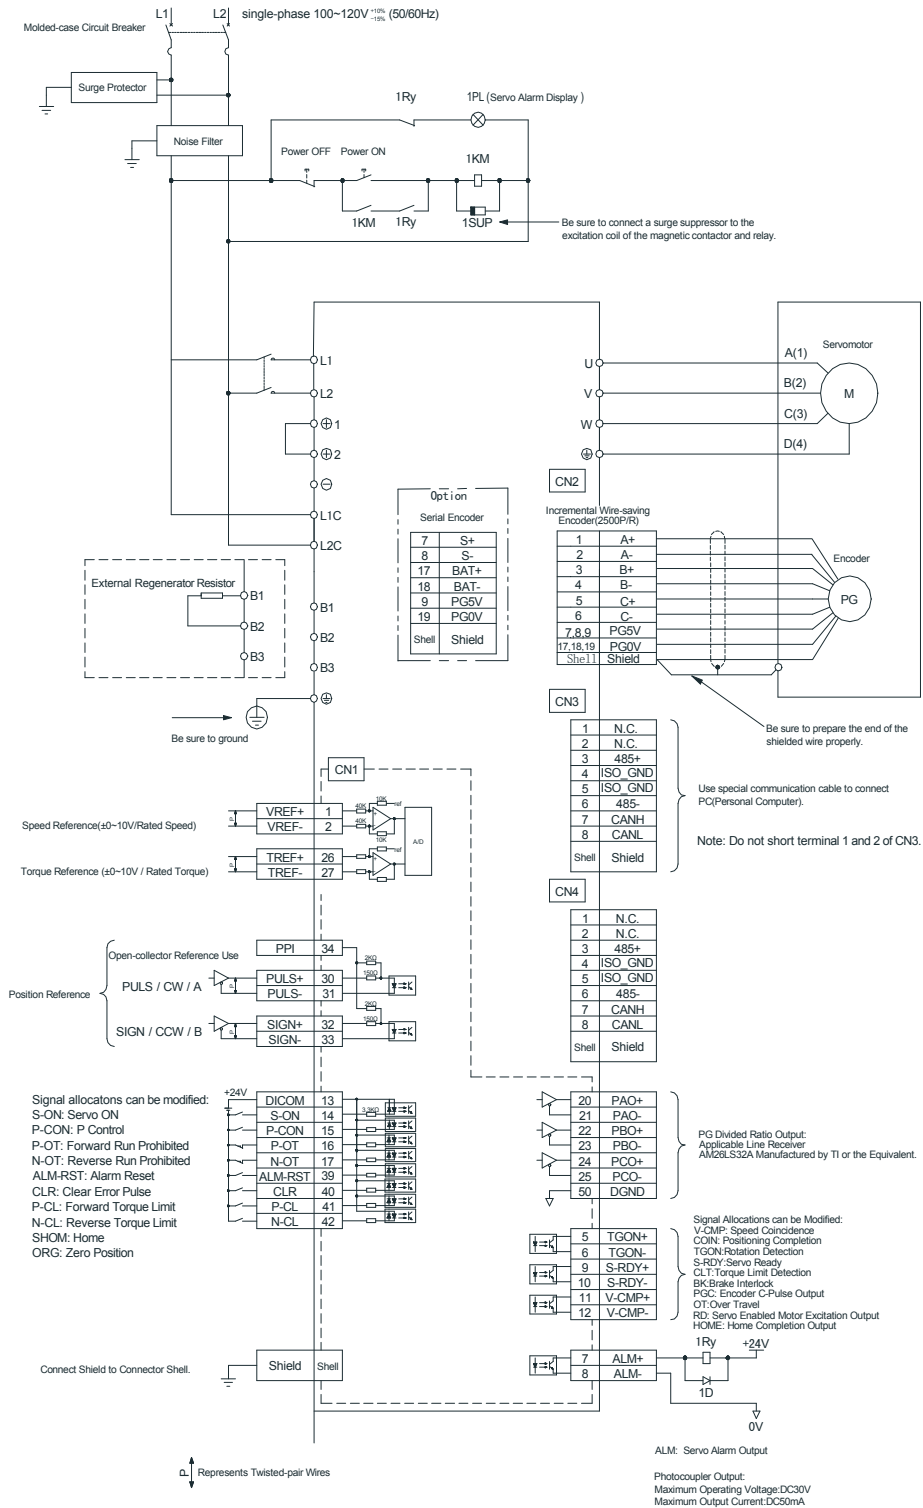 L1 L2 single-phase 100~120V +10% -15% (50/60Hz)
Molded-case Circuit Breaker
Surge Protector
Noise Filter
1Ry 1PL (Servo Alarm Display )
Power OFF Power ON 1KM
1KM 1Ry 1SUP
Be sure to connect a surge suppressor to the
excitation coil of the magnetic contactor and relay.
L1
L2
⊕ 1
⊕ 2
⊖
L1C
L2C
B1
B2
B3
External Regenerator Resistor
B1
B2
B3
Be sure to ground
U
V
W
A(1)
B(2)
C(3)
D(4)
Servomotor
M
Option
Serial Encoder
7 S+
8 S-
17 BAT+
18 BAT-
9 PG5V
19 PG0V
Shell Shield
CN2
Incremental Wire-saving
Encoder(2500P/R)
1 A+
2 A-
3 B+
4 B-
5 C+
6 C-
7,8,9 PG5V
17,18,19 PG0V
Shell Shield
Encoder
PG
Be sure to prepare the end of the
shielded wire properly.
CN3
1 N.C.
2 N.C.
3 485+
4 ISO_GND
5 ISO_GND
6 485-
7 CANH
8 CANL
Shell Shield
Use special communication cable to connect
PC(Personal Computer).
Note: Do not short terminal 1 and 2 of CN3.
CN4
1 N.C.
2 N.C.
3 485+
4 ISO_GND
5 ISO_GND
6 485-
7 CANH
8 CANL
Shell Shield
CN1
Speed Reference(±0~10V/Rated Speed)
P
VREF+ 1
VREF- 2
40K 10K ref
40K 10K
A/D
Torque Reference (±0~10V / Rated Torque)
P
TREF+ 26
TREF- 27
ref
Position Reference
Open-collector Reference Use
PPI 34
PULS / CW / A
P
PULS+ 30
PULS- 31
2KΩ
150Ω
SIGN / CCW / B
P
SIGN+ 32
SIGN- 33
2KΩ
150Ω
Signal allocatons can be modified:
S-ON: Servo ON
P-CON: P Control
P-OT: Forward Run Prohibited
N-OT: Reverse Run Prohibited
ALM-RST: Alarm Reset
CLR: Clear Error Pulse
P-CL: Forward Torque Limit
N-CL: Reverse Torque Limit
SHOM: Home
ORG: Zero Position
+24V
DICOM 13
S-ON 14
P-CON 15
P-OT 16
N-OT 17
ALM-RST 39
CLR 40
P-CL 41
N-CL 42
3.3KΩ
20 PAO+
21 PAO-
22 PBO+
23 PBO-
24 PCO+
25 PCO-
50 DGND
PG Divided Ratio Output:
Applicable Line Receiver
AM26LS32A Manufactured by TI or the Equivalent.
5 TGON+
6 TGON-
9 S-RDY+
10 S-RDY-
11 V-CMP+
12 V-CMP-
Signal Allocations can be Modified:
V-CMP: Speed Coincidence
COIN: Positioning Completion
TGON:Rotation Detection
S-RDY:Servo Ready
CLT:Torque Limit Detection
BK:Brake Interlock
PGC: Encoder C-Pulse Output
OT:Over Travel
RD: Servo Enabled Motor Excitation Output
HOME: Home Completion Output
Connect Shield to Connector Shell.
Shield Shell
7 ALM+
8 ALM-
1Ry +24V
1D
0V
ALM: Servo Alarm Output
P Represents Twisted-pair Wires
Photocoupler Output:
Maximum Operating Voltage:DC30V
Maximum Output Current:DC50mA